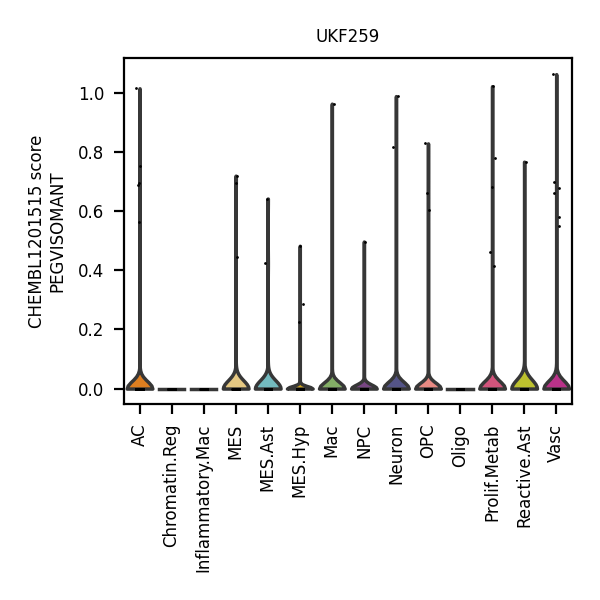 UKF259
CHEMBL1201515 score
PEGVISOMANT
1.0
0.8
0.6
0.4
0.2
0.0
AC
Chromatin.Reg
Inflammatory.Mac
MES
MES.Ast
MES.Hyp
Mac
NPC
Neuron
OPC
Oligo
Prolif.Metab
Reactive.Ast
Vasc